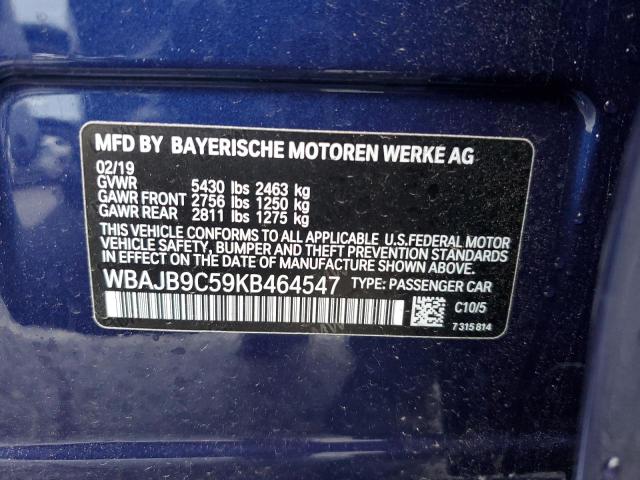 MFD BY BAYERISCHE MOTOREN WERKE AG
02/19
GVWR 5430 lbs 2463 kg
GAWR FRONT 2756 lbs 1250 kg
GAWR REAR 2811 lbs 1275 kg
THIS VEHICLE CONFORMS TO ALL APPLICABLE U.S.FEDERAL MOTOR
VEHICLE SAFETY, BUMPER AND THEFT PREVENTION STANDARDS
IN EFFECT ON THE DATE OF MANUFACTURE SHOWN ABOVE.
WBAJB9C59KB464547 TYPE: PASSENGER CAR
C10/5
7 315 814